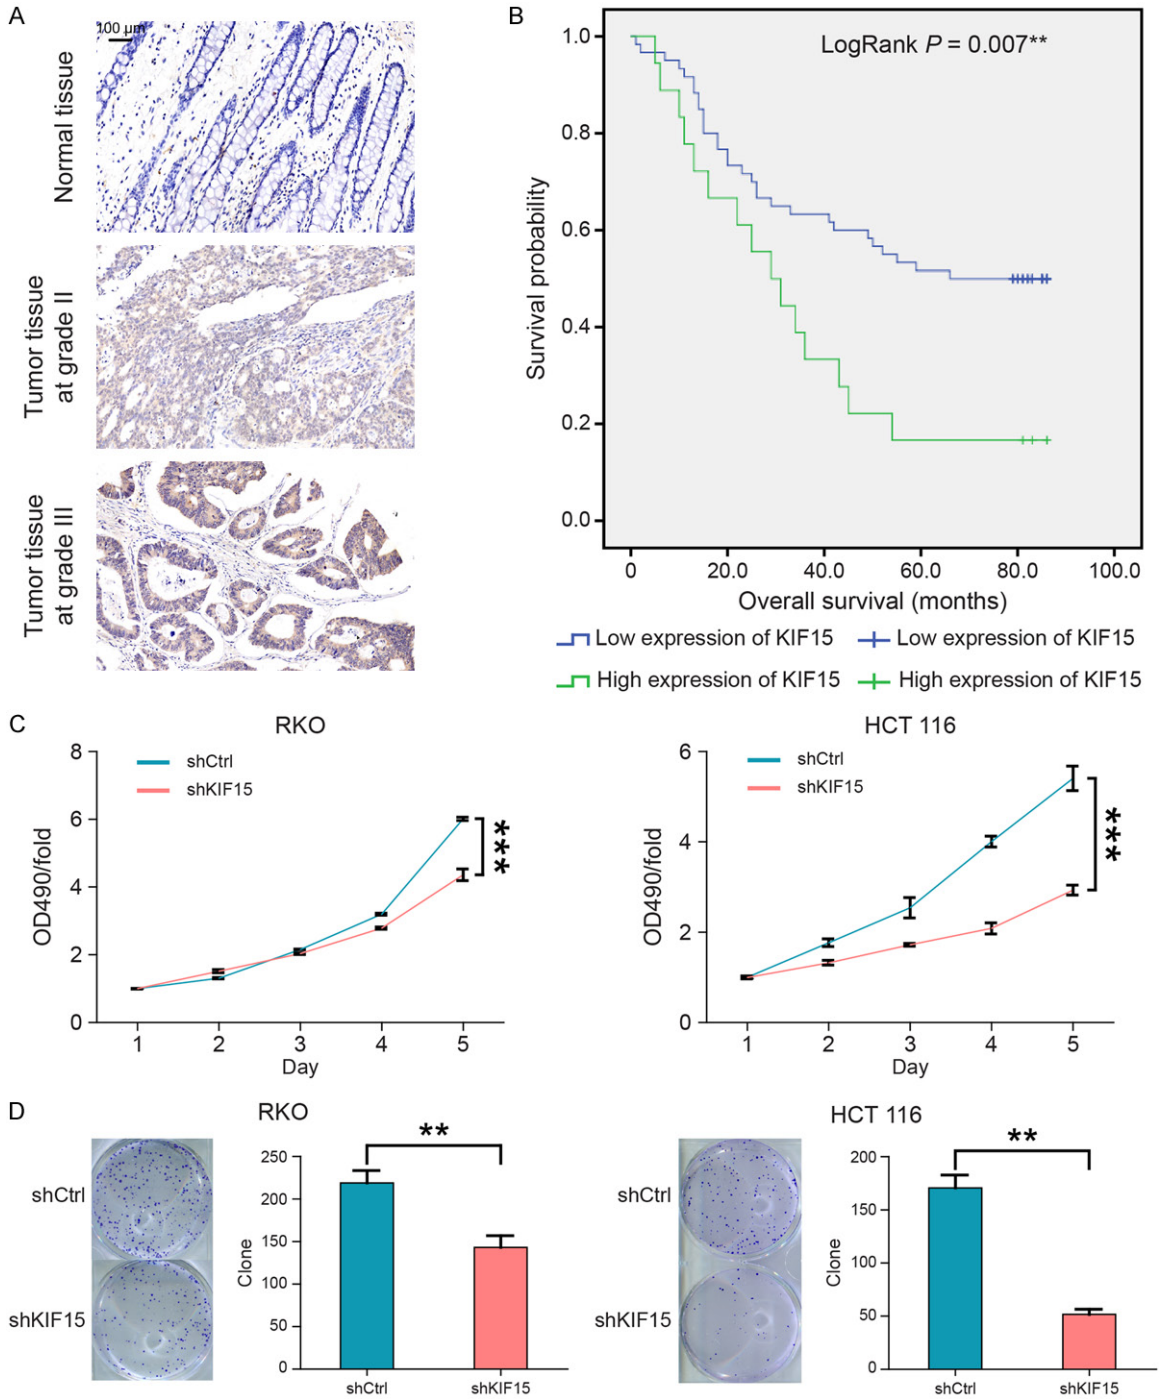 A
100 μm
Normal tissue
Tumor tissue
at grade II
Tumor tissue
at grade III
B
LogRank P = 0.007**
Survival probability
1.0
0.8
0.6
0.4
0.2
0.0
0 20.0 40.0 60.0 80.0 100.0
Overall survival (months)
Low expression of KIF15 Low expression of KIF15
High expression of KIF15 High expression of KIF15
C
RKO
shCtrl
shKIF15
OD490/fold
8
6
4
2
0
***
1 2 3 4 5
Day
HCT 116
shCtrl
shKIF15
OD490/fold
6
4
2
0
***
1 2 3 4 5
Day
D
RKO
shCtrl
shKIF15
**
Clone
250
200
150
100
50
0
shCtrl shKIF15
HCT 116
shCtrl
shKIF15
**
Clone
200
150
100
50
0
shCtrl shKIF15